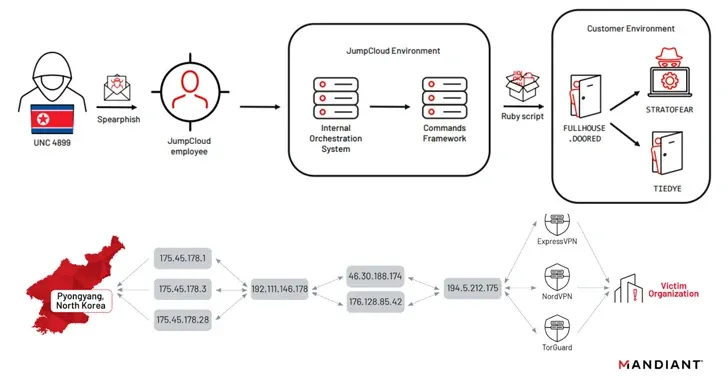 Customer Environment
JumpCloud Environment
UNC 4899
Spearphish
JumpCloud
employee
Internal
Orchestration
System
Commands
Framework
Ruby script
FULLHOUSE
.DOORED
STRATOFEAR
TIEDYE
Pyongyang,
North Korea
175.45.178.1
175.45.178.3
175.45.178.28
192.111.146.178
46.30.188.174
176.128.85.42
194.5.212.175
ExpressVPN
NordVPN
TorGuard
Victim
Organization
MANDIANT